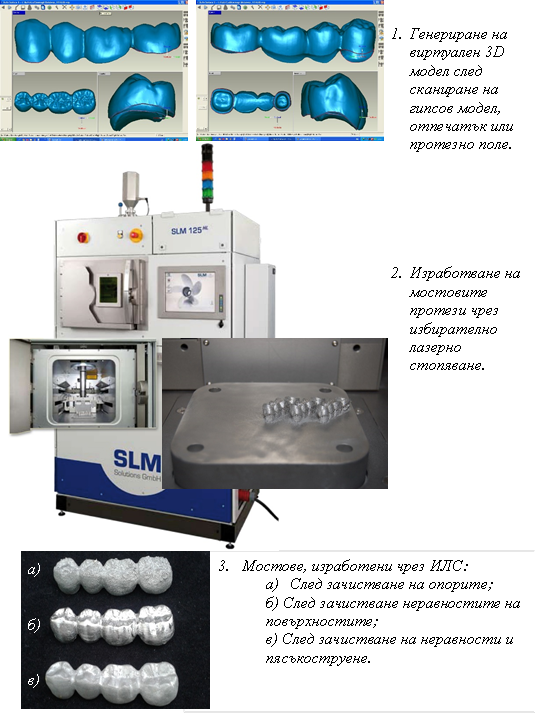 1. Генериране на
виртуален 3D
модел след
сканиране на
гипсов модел,
отпечатък или
протезно поле.
SLM 125HL
SLM
2. Изработване на
мостовите
протези чрез
избирателно
лазерно
стопяване.
SLM
Solutions GmbH
3. Мостове, изработени чрез ИЛС:
а) След зачистване на опорите;
б) След зачистване неравностите на
повърхностите;
в) След зачистване на неравности и
пясъкоструене.
а)
б)
в)